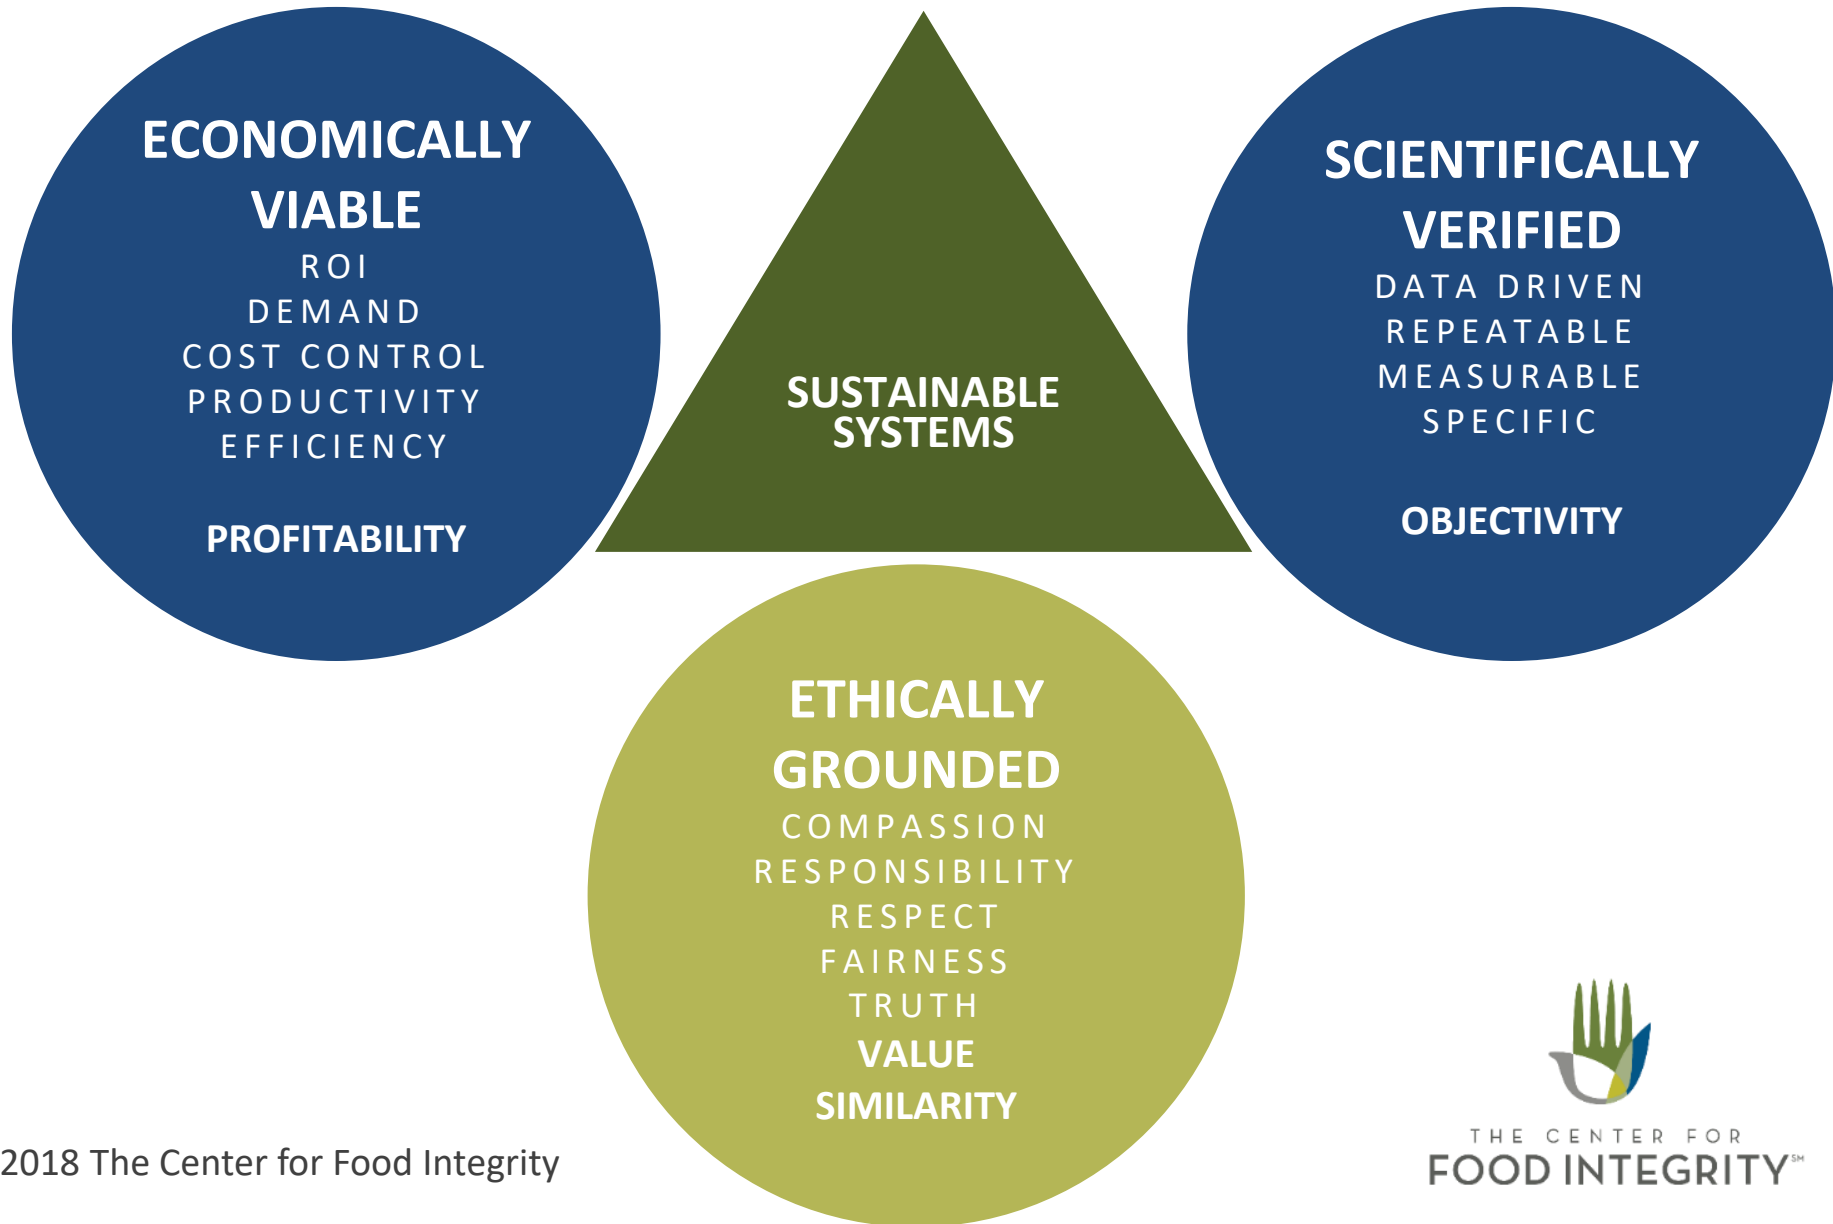 ECONOMICALLY
VIABLE
ROI
DEMAND
COST CONTROL
PRODUCTIVITY
EFFICIENCY
PROFITABILITY
SUSTAINABLE
SYSTEMS
SCIENTIFICALLY
VERIFIED
DATA DRIVEN
REPEATABLE
MEASURABLE
SPECIFIC
OBJECTIVITY
ETHICALLY
GROUNDED
COMPASSION
RESPONSIBILITY
RESPECT
FAIRNESS
TRUTH
VALUE
SIMILARITY
2018 The Center for Food Integrity
THE CENTER FOR
FOOD INTEGRITY℠